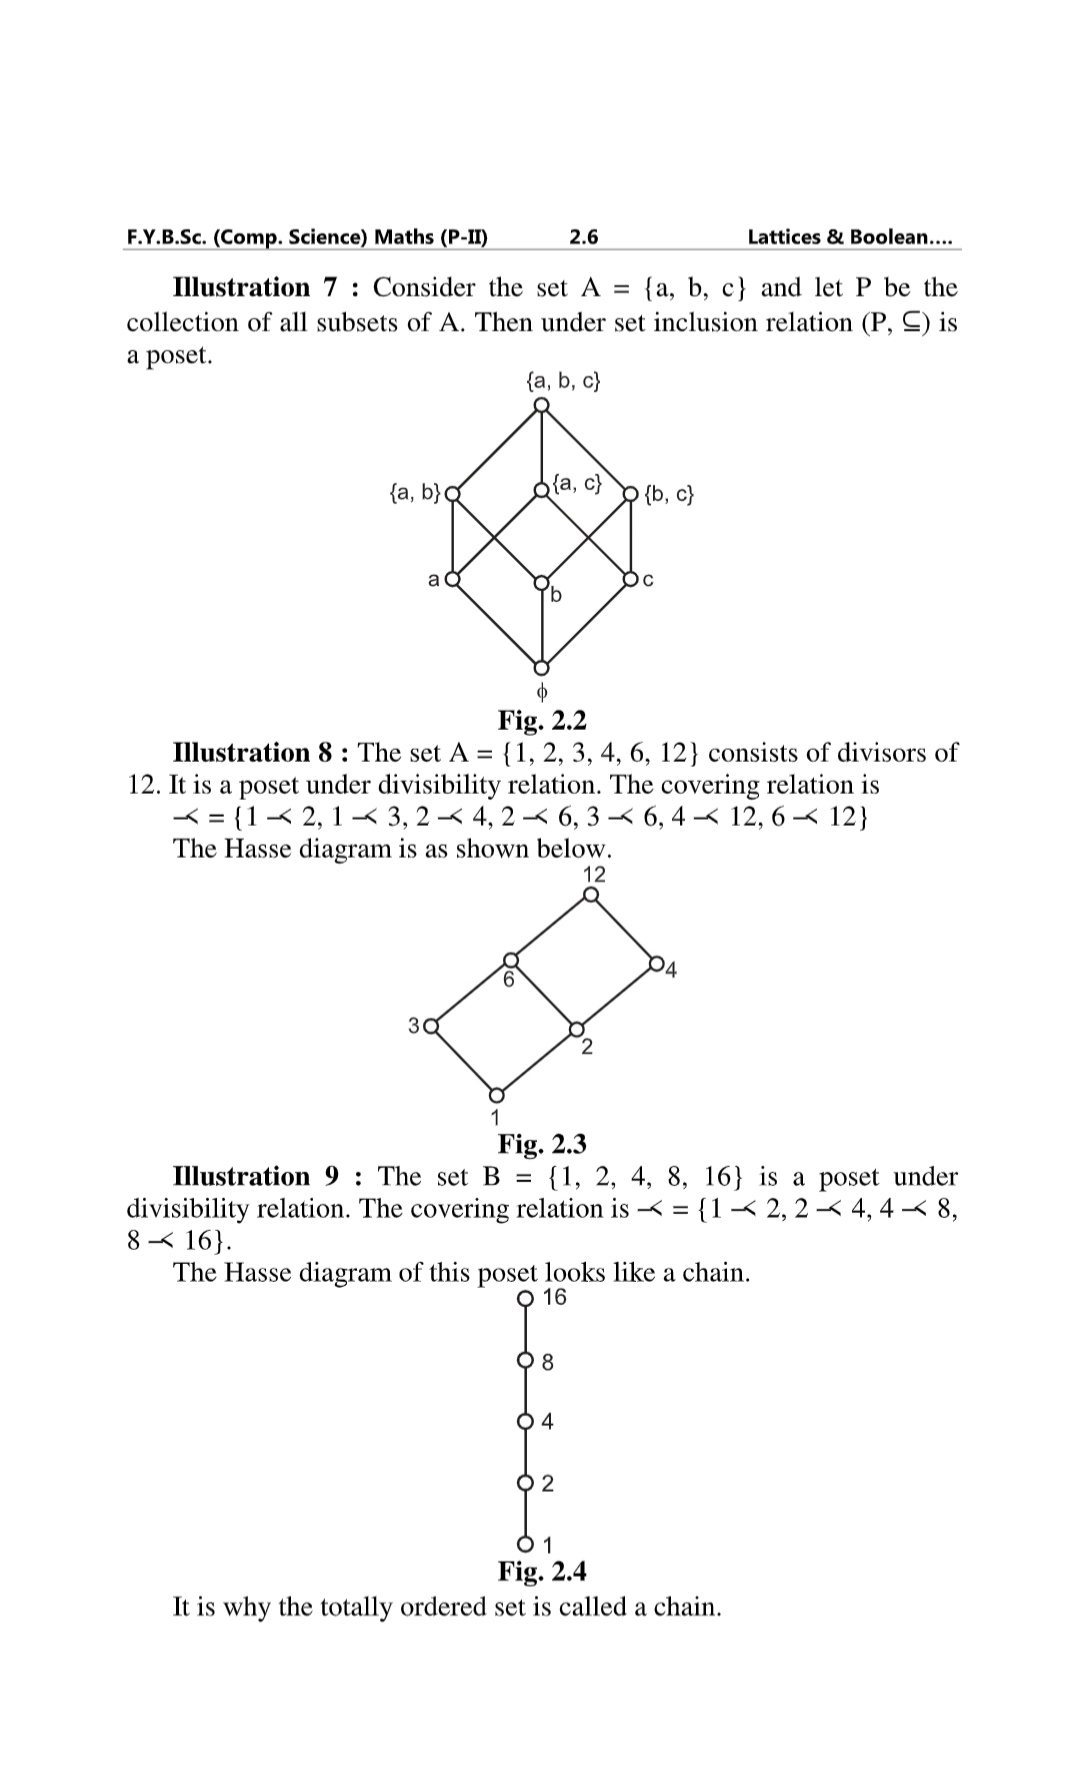 F.Y.B.Sc. (Comp. Science) Maths (P-II) 2.6 Lattices & Boolean....
Illustration 7 : Consider the set A = {a, b, c} and let P be the
collection of all subsets of A. Then under set inclusion relation (P, ⊆) is
a poset.
{a, b, c}
{a, b} {a, c} {b, c}
a b c
ϕ
Fig. 2.2
Illustration 8 : The set A = {1, 2, 3, 4, 6, 12} consists of divisors of
12. It is a poset under divisibility relation. The covering relation is
—< = {1 —< 2, 1 —< 3, 2 —< 4, 2 —< 6, 3 —< 6, 4 —< 12, 6 —< 12}
The Hasse diagram is as shown below.
12
6 4
3 2
1
Fig. 2.3
Illustration 9 : The set B = {1, 2, 4, 8, 16} is a poset under
divisibility relation. The covering relation is —< = {1 —< 2, 2 —< 4, 4 —< 8,
8 —< 16}.
The Hasse diagram of this poset looks like a chain.
16
8
4
2
1
Fig. 2.4
It is why the totally ordered set is called a chain.